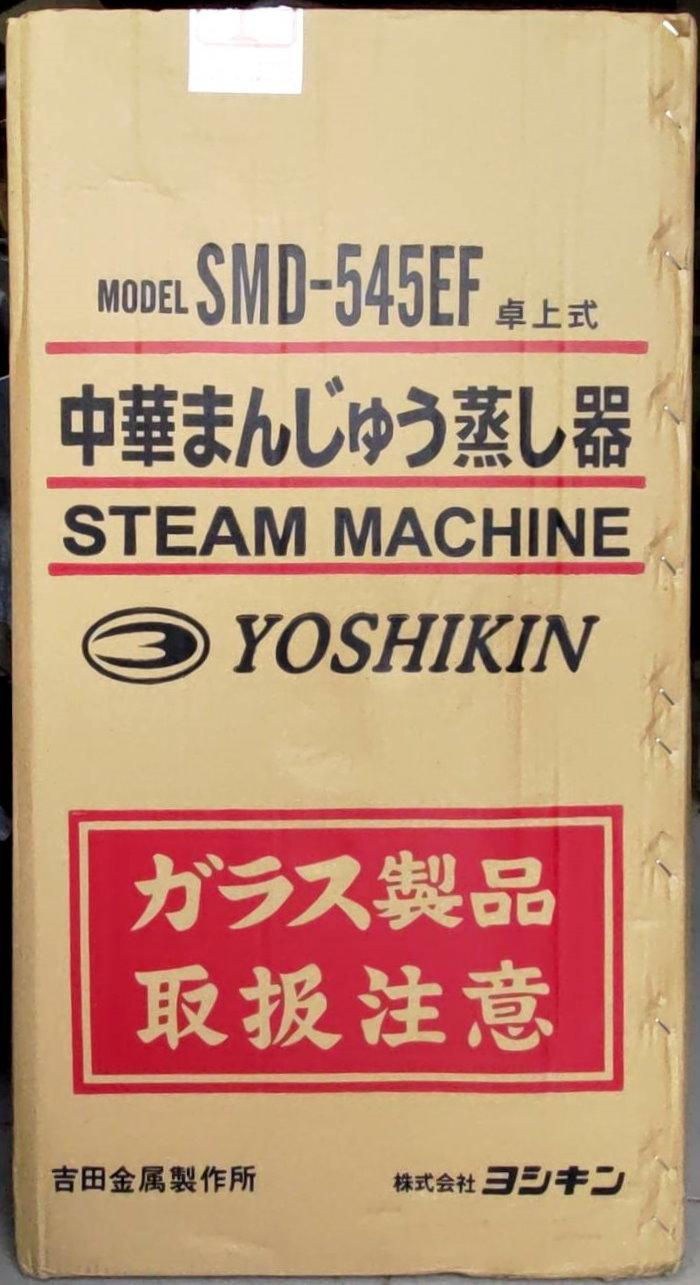 MODEL SMD-545EF 卓上式
中華まんじゅう蒸し器
STEAM MACHINE
YOSHIKIN
ガラス製品
取扱注意
吉田金属製作所 株式会社 ヨシキン